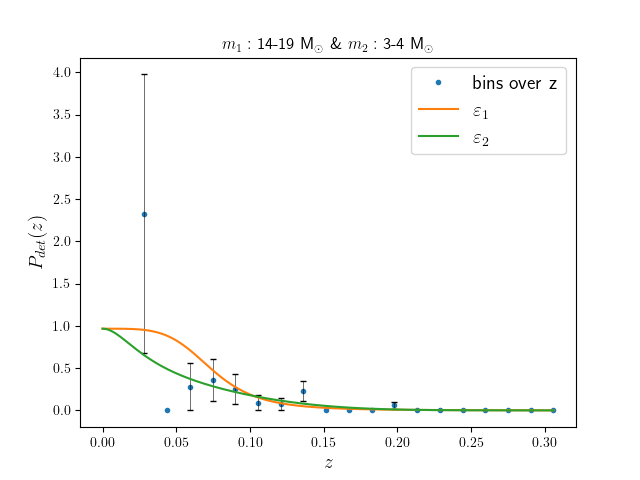 m₁ : 14-19 M⊙ & m₂ : 3-4 M⊙
P_det(z)
4.0
3.5
3.0
2.5
2.0
1.5
1.0
0.5
0.0
bins over z
ε₁
ε₂
0.00 0.05 0.10 0.15 0.20 0.25 0.30
z